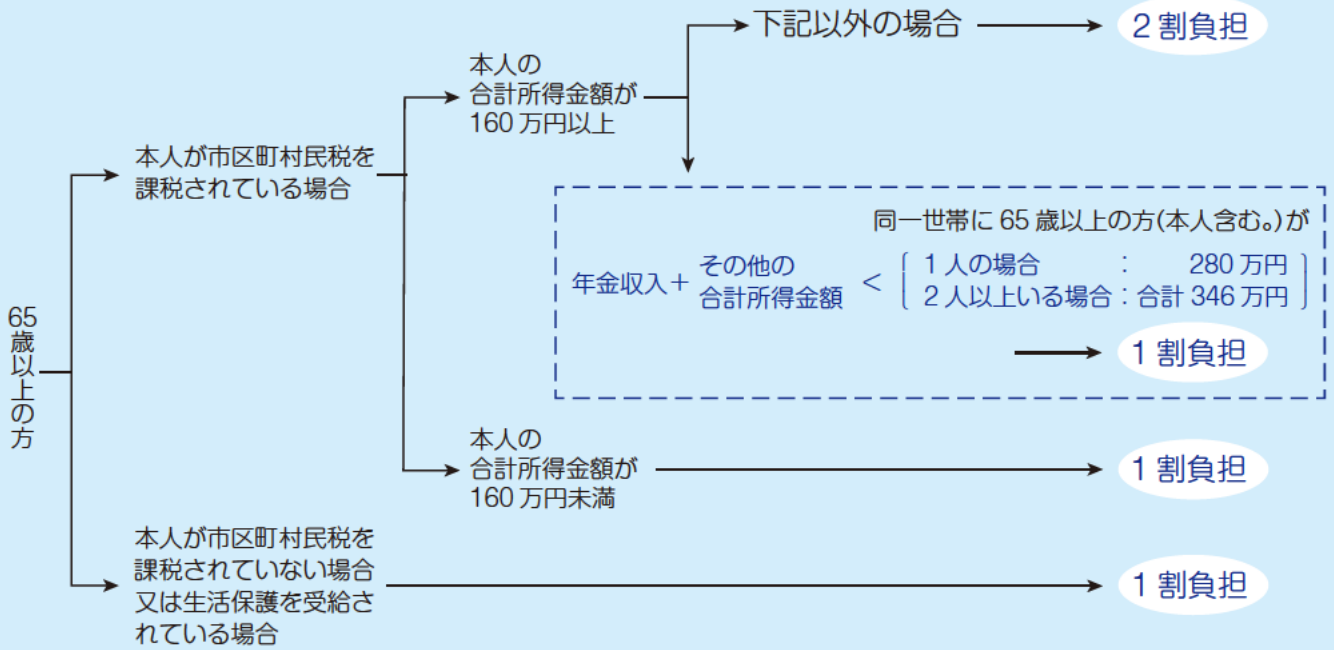 65歳以上の方
本人が市区町村民税を
課税されている場合
本人の
合計所得金額が
160万円以上
下記以外の場合
2割負担
同一世帯に65歳以上の方(本人含む。)が
年金収入+
その他の
合計所得金額
<
1人の場合 : 280万円
2人以上いる場合:合計346万円
1割負担
本人の
合計所得金額が
160万円未満
1割負担
本人が市区町村民税を
課税されていない場合
又は生活保護を受給さ
れている場合
1割負担